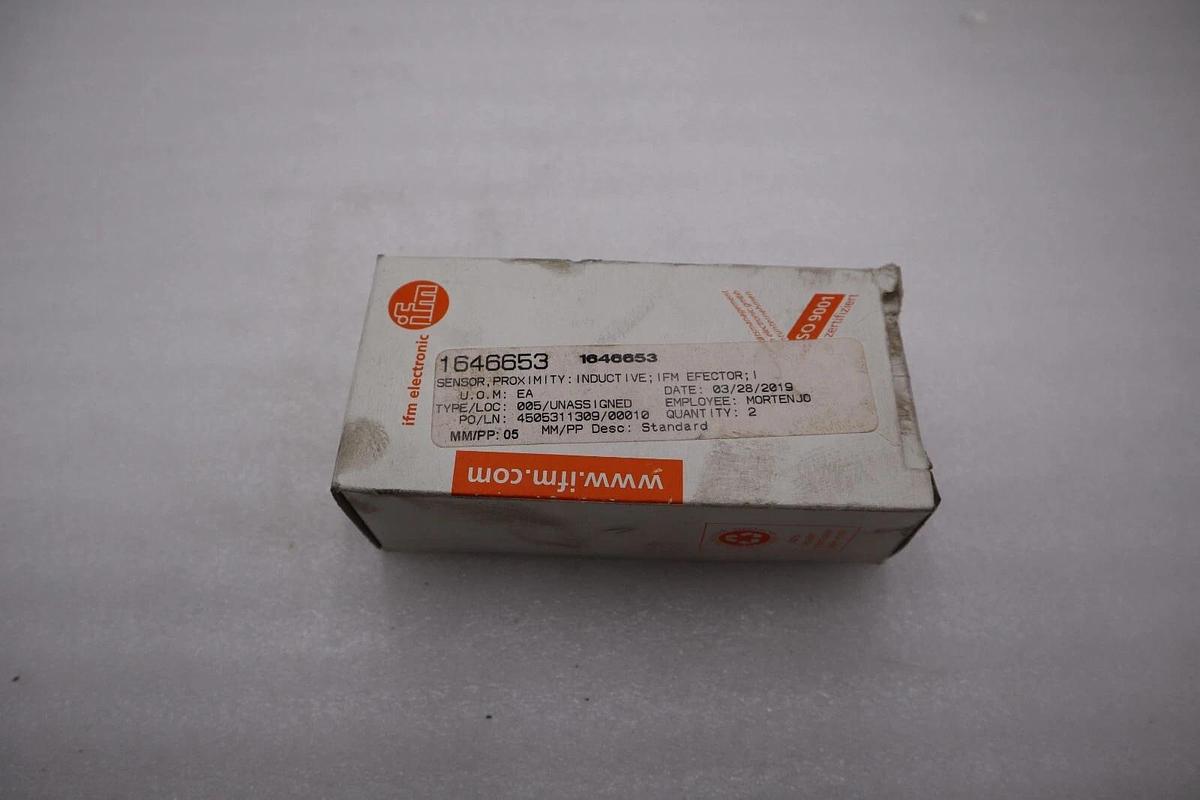 ifm
ifm electronic
ISO 9001
zertifiziert
1646653 1646653
SENSOR,PROXIMITY:INDUCTIVE;IFM EFECTOR;I
U.O.M: EA DATE: 03/28/2019
TYPE/LOC: 005/UNASSIGNED EMPLOYEE: MORTENJO
PO/LN: 4505311309/00010 QUANTITY: 2
MM/PP: 05 MM/PP Desc: Standard
www.ifm.com